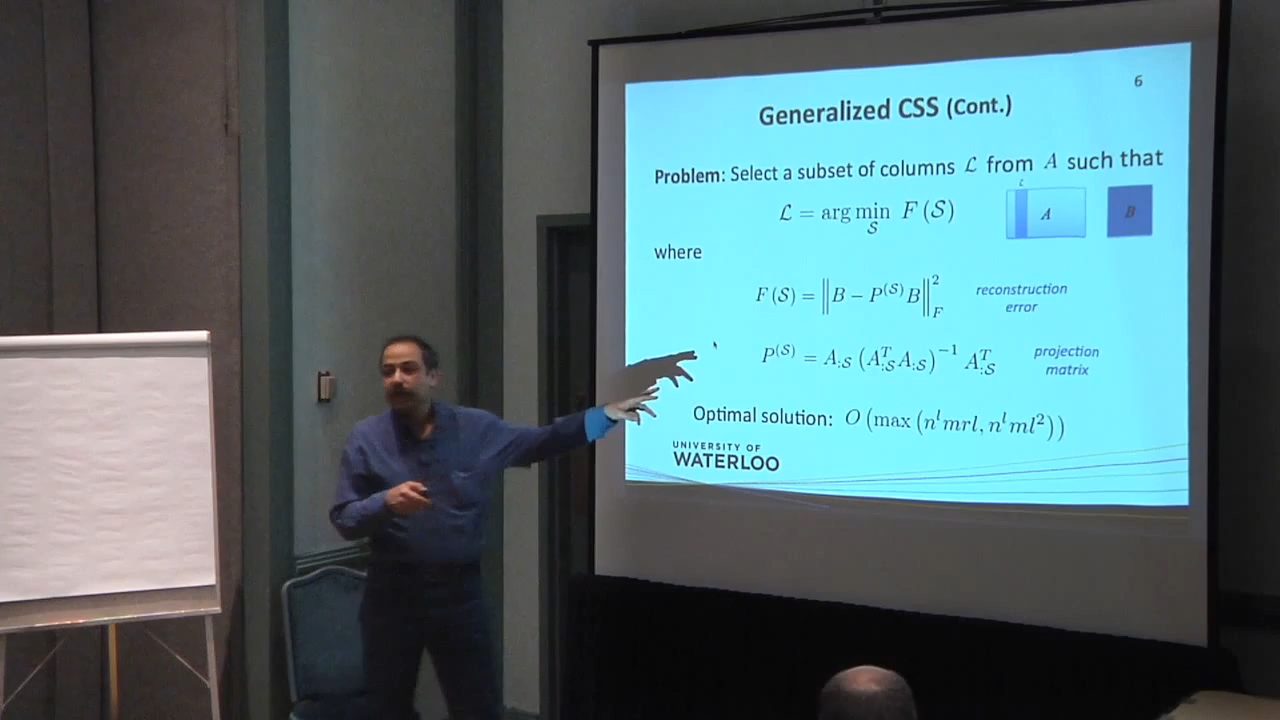 6
Generalized CSS (Cont.)
Problem: Select a subset of columns ℒ from A such that
ℒ = arg min_𝒮 F(𝒮)
ℒ
A
B
where
F(𝒮) = ‖B − P^(𝒮) B‖²_F
reconstruction
error
P^(𝒮) = A_:𝒮 (A^T_:𝒮 A_:𝒮)^−1 A^T_:𝒮
projection
matrix
Optimal solution: O(max(n^l mrl, n^l ml²))
UNIVERSITY OF
WATERLOO